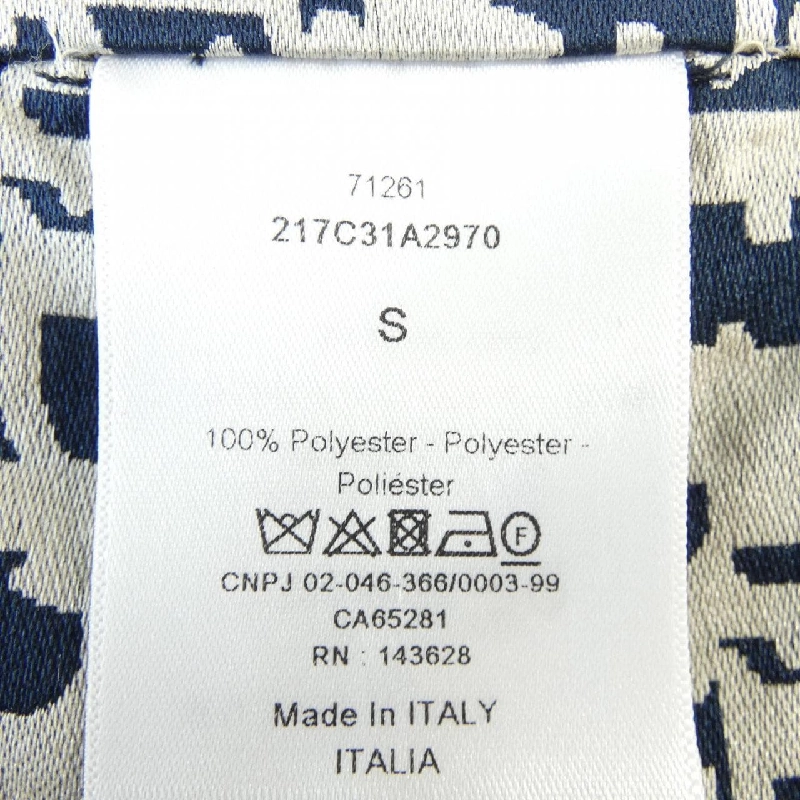 71261
217C31A2970
S
100% Polyester - Polyester -
Poliéster
F
CNPJ 02-046-366/0003-99
CA65281
RN : 143628
Made In ITALY
ITALIA